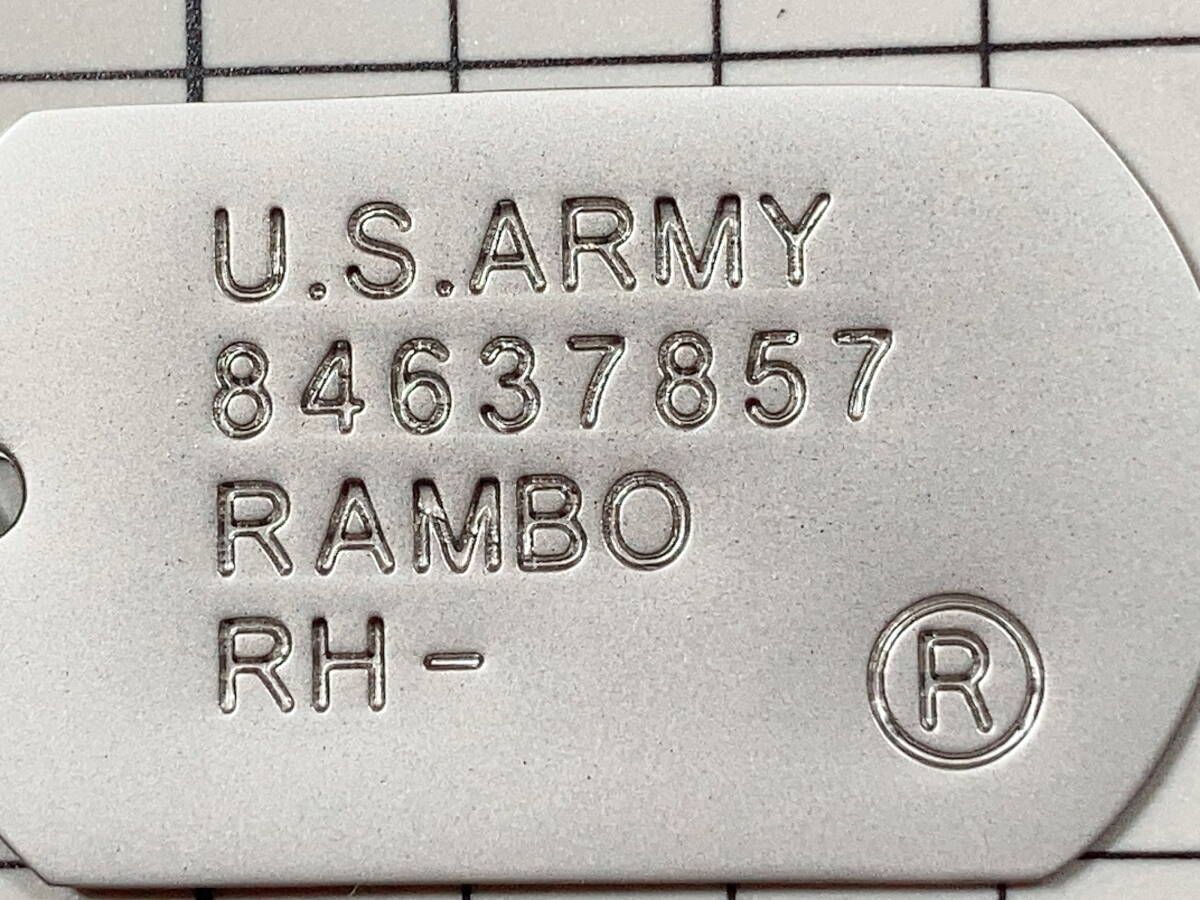 U.S.ARMY
84637857
RAMBO
RH-
®